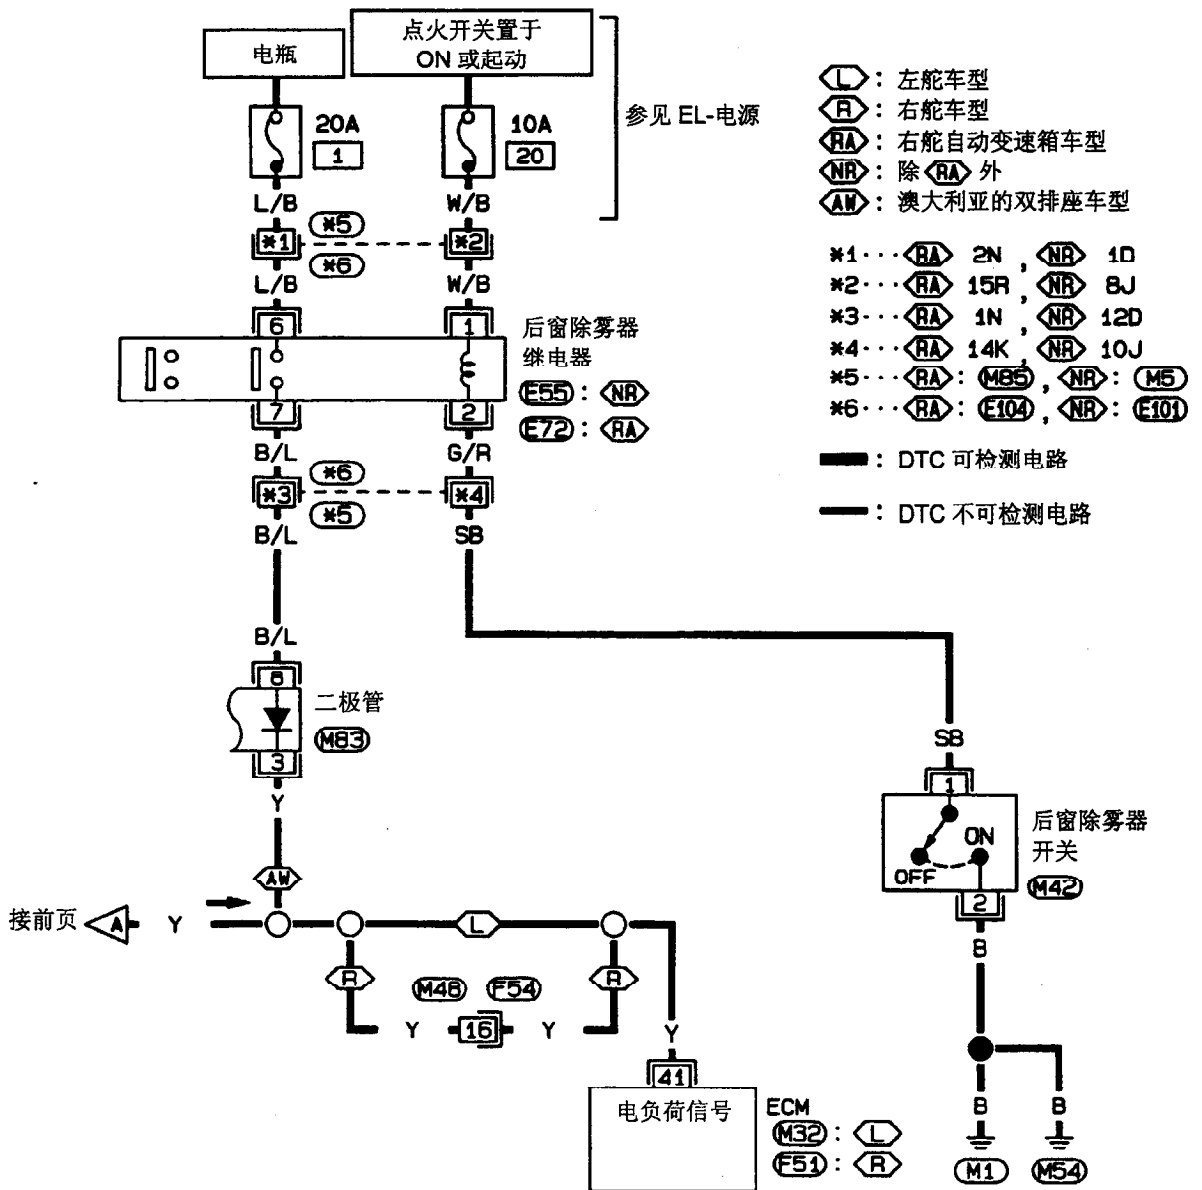 电瓶
点火开关置于
ON 或起动
20A
1
10A
20
参见 EL-电源
L : 左舵车型
R : 右舵车型
RA : 右舵自动变速箱车型
NR : 除 RA 外
AW : 澳大利亚的双排座车型
L/B
W/B
*1
*5
*6
*2
L/B
W/B
*1··· RA 2N , NR 1D
*2··· RA 15R , NR 8J
*3··· RA 1N , NR 12D
*4··· RA 14K , NR 10J
*5··· RA : M85 , NR : M5
*6··· RA : E104 , NR : E101
6
1
后窗除雾器
继电器
E55 : NR
E72 : RA
7
2
B/L
G/R
*3
*6
*5
*4
B/L
SB
: DTC 可检测电路
: DTC 不可检测电路
B/L
8
二极管
M83
3
Y
AW
SB
1
ON
OFF
后窗除雾器
开关
M42
2
B
接前页 A Y
L
R
M46 F54
R
Y 16 Y
Y
41
电负荷信号
ECM
M32 : L
F51 : R
B
B
M1
M54